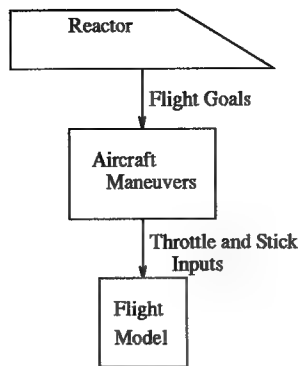 Reactor
Flight Goals
Aircraft
Maneuvers
Throttle and Stick
Inputs
Flight
Model